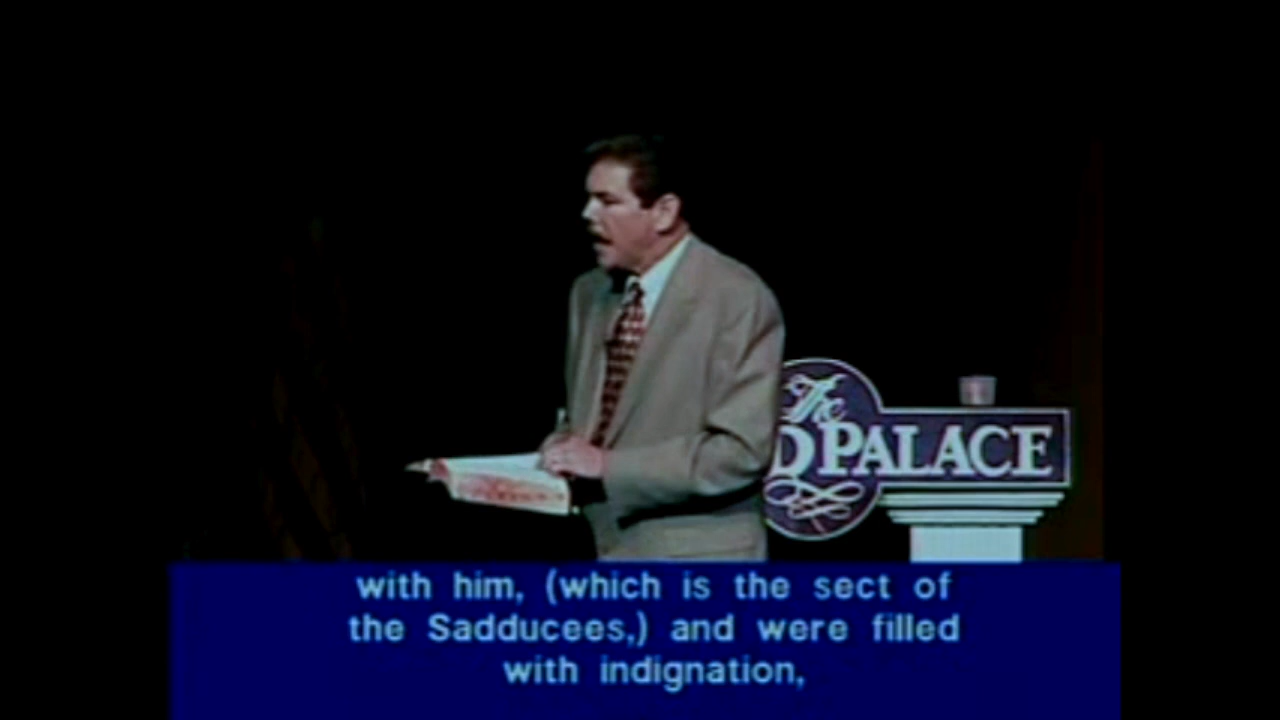 The
D PALACE
with him, (which is the sect of
the Sadducees,) and were filled
with indignation,